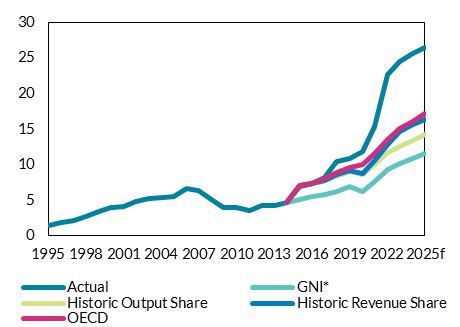 30
25
20
15
10
5
0
1995 1998 2001 2004 2007 2010 2013 2016 2019 2022 2025f
Actual GNI*
Historic Output Share Historic Revenue Share
OECD